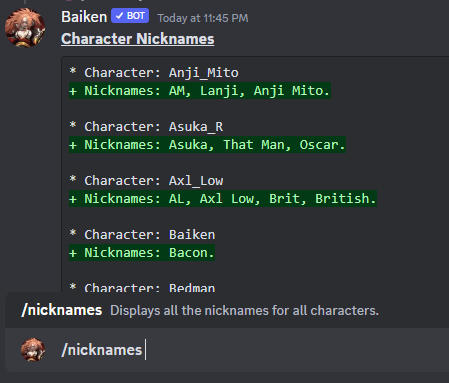 Baiken ✓ BOT Today at 11:45 PM
Character Nicknames
* Character: Anji_Mito
+ Nicknames: AM, Lanji, Anji Mito.
* Character: Asuka_R
+ Nicknames: Asuka, That Man, Oscar.
* Character: Axl_Low
+ Nicknames: AL, Axl Low, Brit, British.
* Character: Baiken
+ Nicknames: Bacon.
* Character: Bedman
/nicknames Displays all the nicknames for all characters.
/nicknames